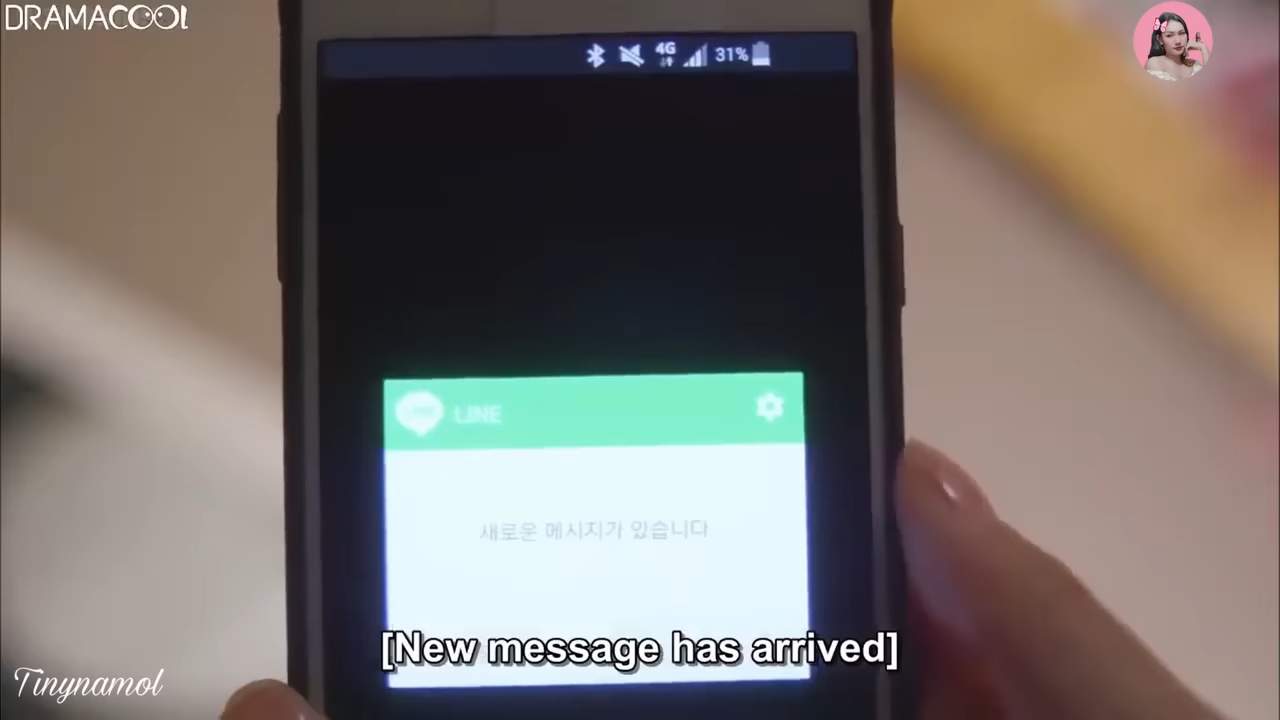 DRAMACOOL
4G
31%
LINE
새로운 메시지가 있습니다
[New message has arrived]
Tinynamol